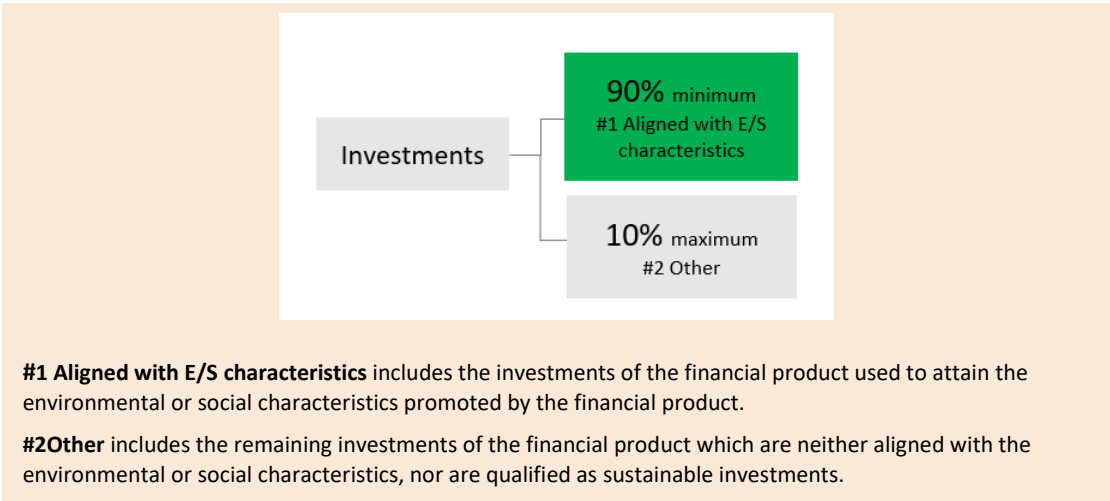 90% minimum
#1 Aligned with E/S
characteristics
Investments
10% maximum
#2 Other
#1 Aligned with E/S characteristics includes the investments of the financial product used to attain the
environmental or social characteristics promoted by the financial product.
#2Other includes the remaining investments of the financial product which are neither aligned with the
environmental or social characteristics, nor are qualified as sustainable investments.